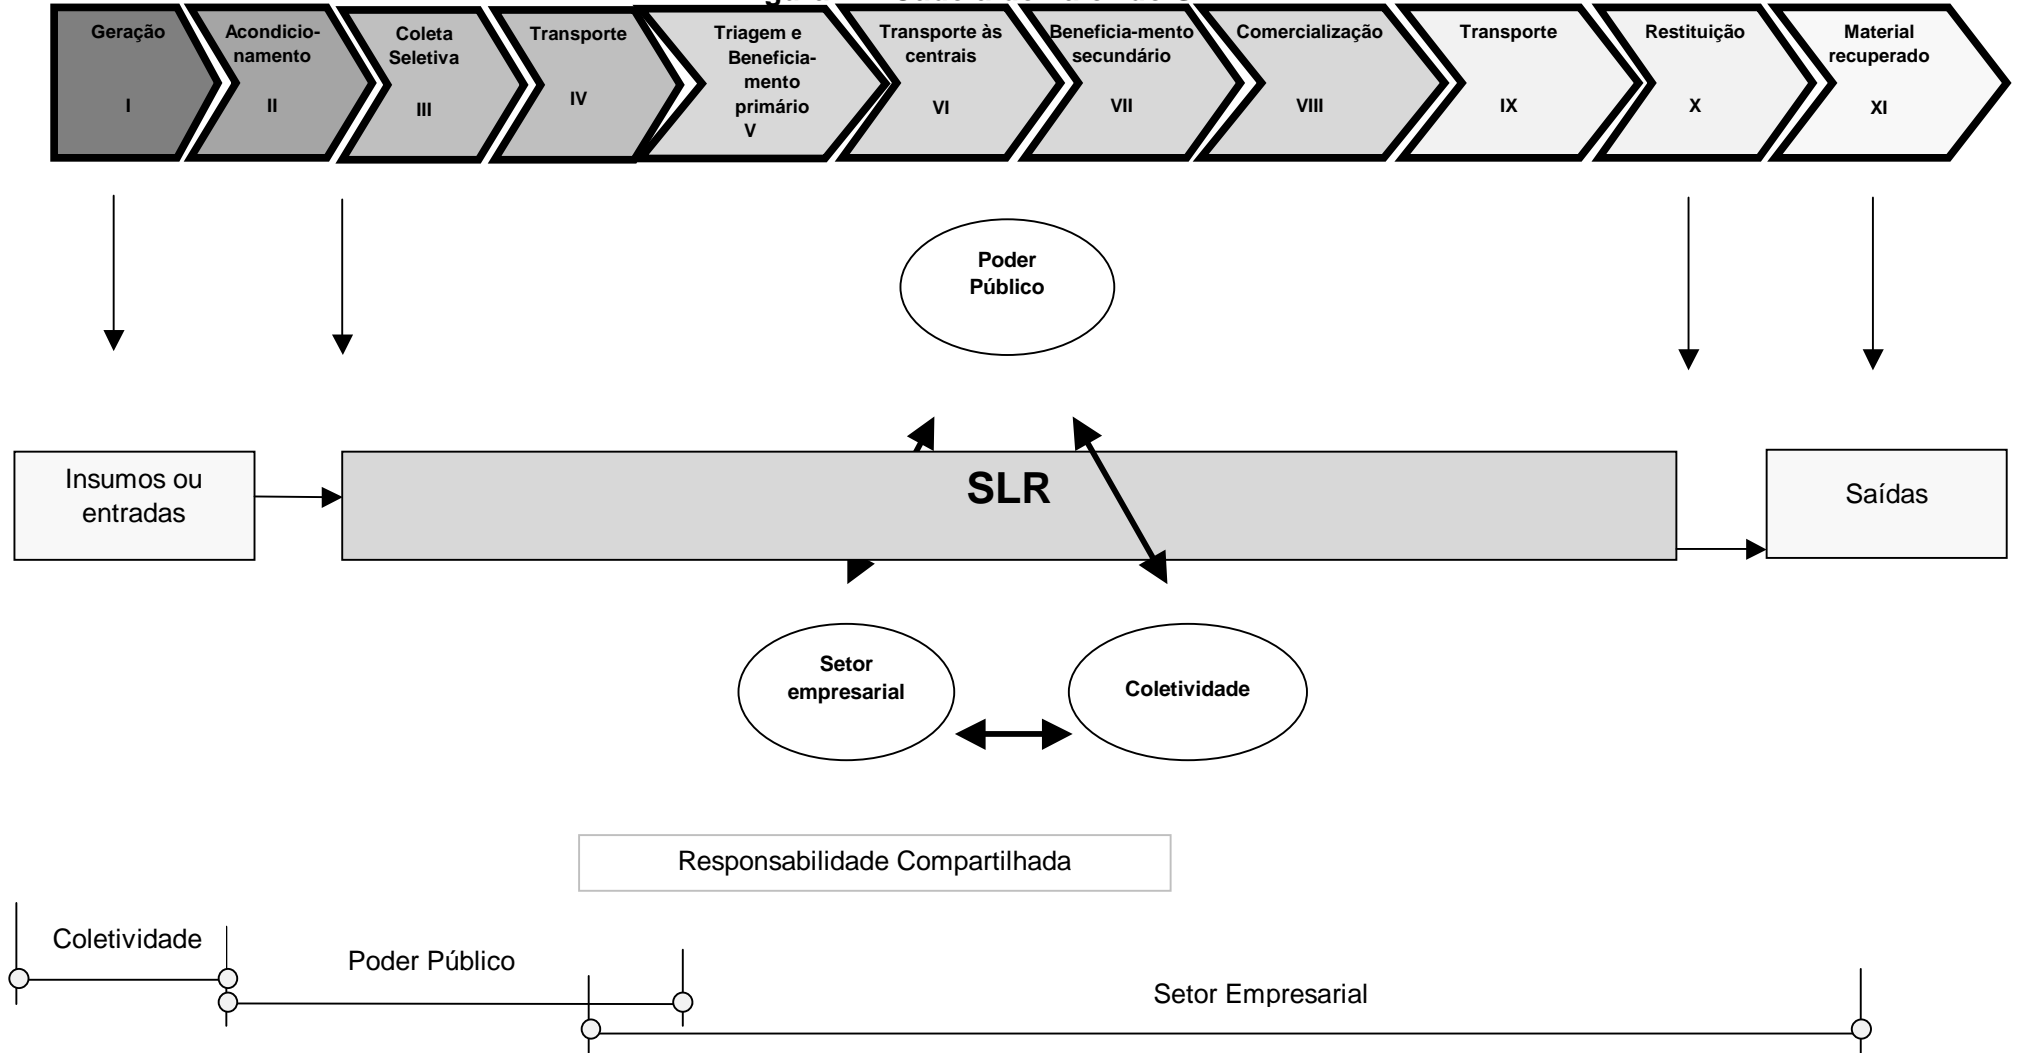 Geração
I
Acondicio-
namento
II
Coleta
Seletiva
III
Transporte
IV
Triagem e
Beneficia-
mento
primário
V
Transporte às
centrais
VI
Beneficia-mento
secundário
VII
Comercialização
VIII
Transporte
IX
Restituição
X
Material
recuperado
XI
Poder
Público
Insumos ou
entradas
SLR
Saídas
Setor
empresarial
Coletividade
Responsabilidade Compartilhada
Coletividade
Poder Público
Setor Empresarial